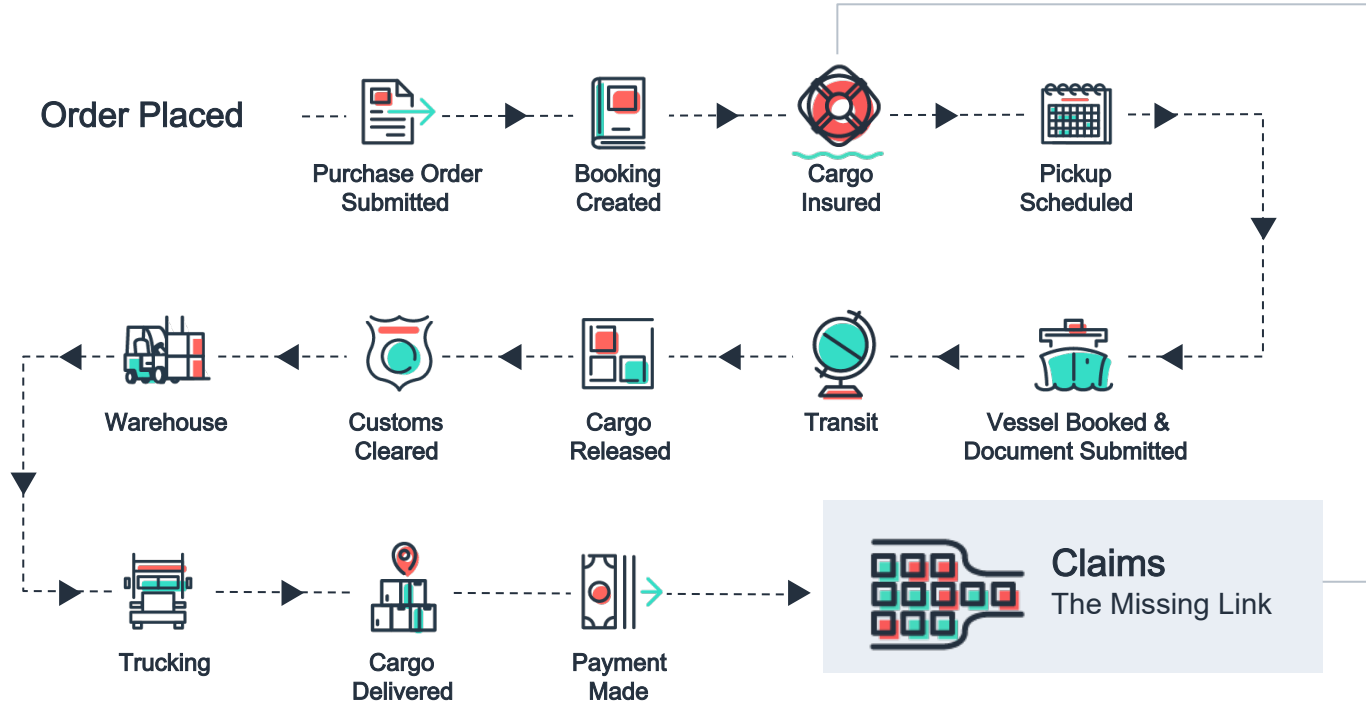 Order Placed
Purchase Order
Submitted
Booking
Created
Cargo
Insured
Pickup
Scheduled
Warehouse
Customs
Cleared
Cargo
Released
Transit
Vessel Booked &
Document Submitted
Trucking
Cargo
Delivered
Payment
Made
Claims
The Missing Link